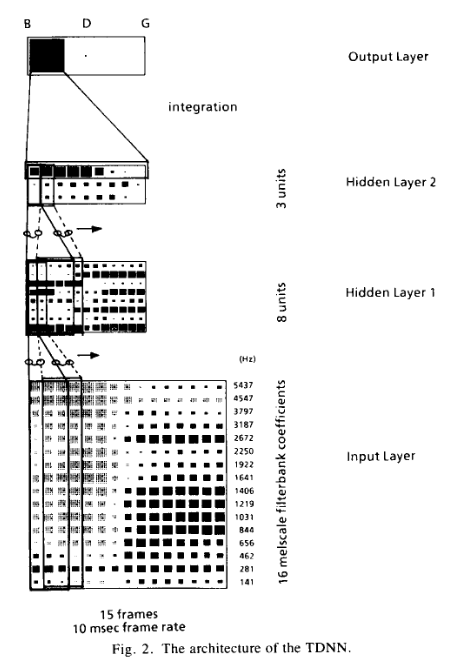 B D G
Output Layer
integration
3 units
Hidden Layer 2
8 units
Hidden Layer 1
(Hz)
5437
4547
3797
3187
2672
2250
1922
1641
1406
1219
1031
844
656
462
281
141
16 melscale filterbank coefficients
Input Layer
15 frames
10 msec frame rate
Fig. 2. The architecture of the TDNN.